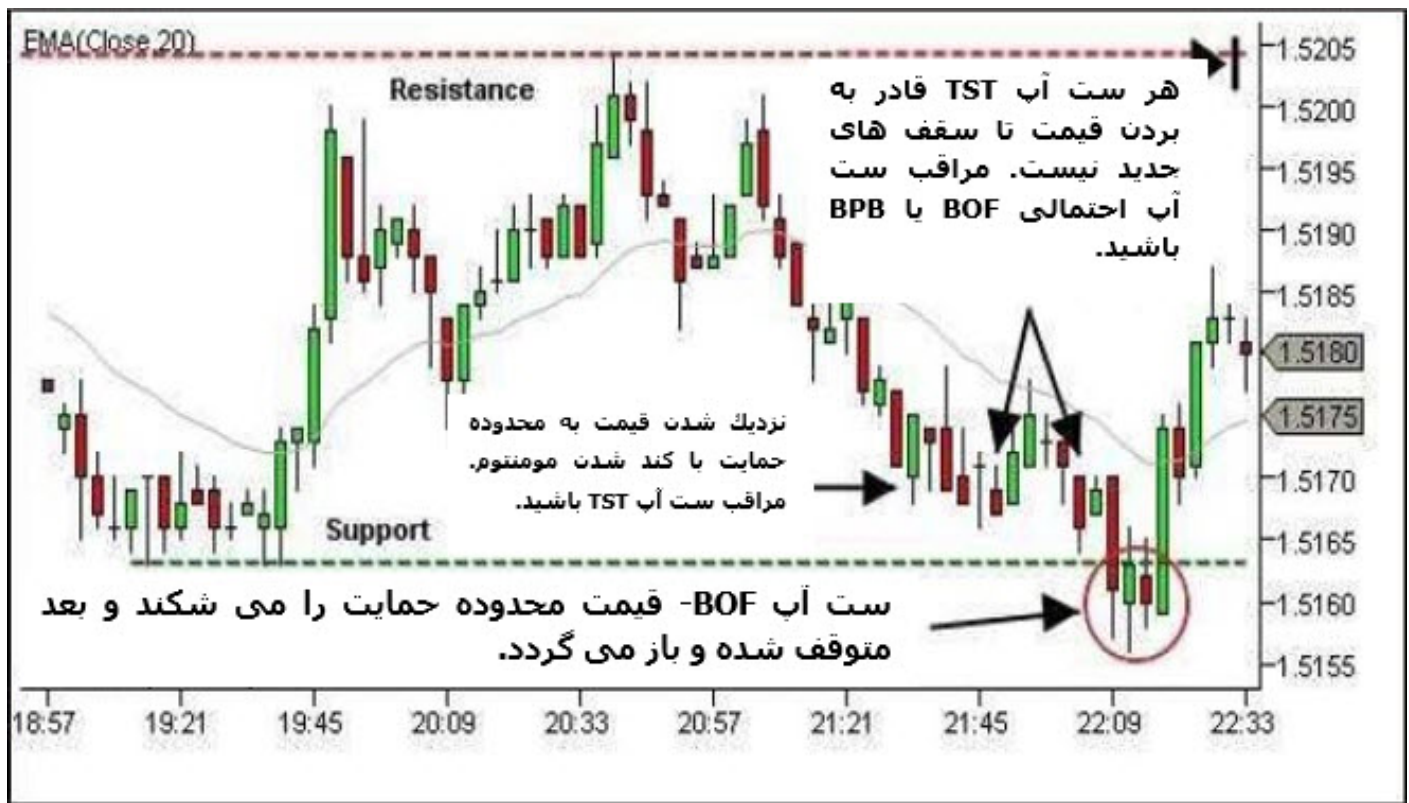 EMA(Close,20)
Resistance
هر ست آپ TST قادر به
بردن قیمت تا سقف های
جدید نیست. مراقب ست
آپ احتمالی BOF یا BPB
باشید.
نزدیك شدن قیمت به محدوده
حمایت با کند شدن مومنتوم.
مراقب ست آپ TST باشید.
Support
ست آپ BOF- قیمت محدوده حمایت را می شکند و بعد
متوقف شده و باز می گردد.
1.5205
1.5200
1.5195
1.5190
1.5185
1.5180
1.5175
1.5170
1.5165
1.5160
1.5155
18:57 19:21 19:45 20:09 20:33 20:57 21:21 21:45 22:09 22:33